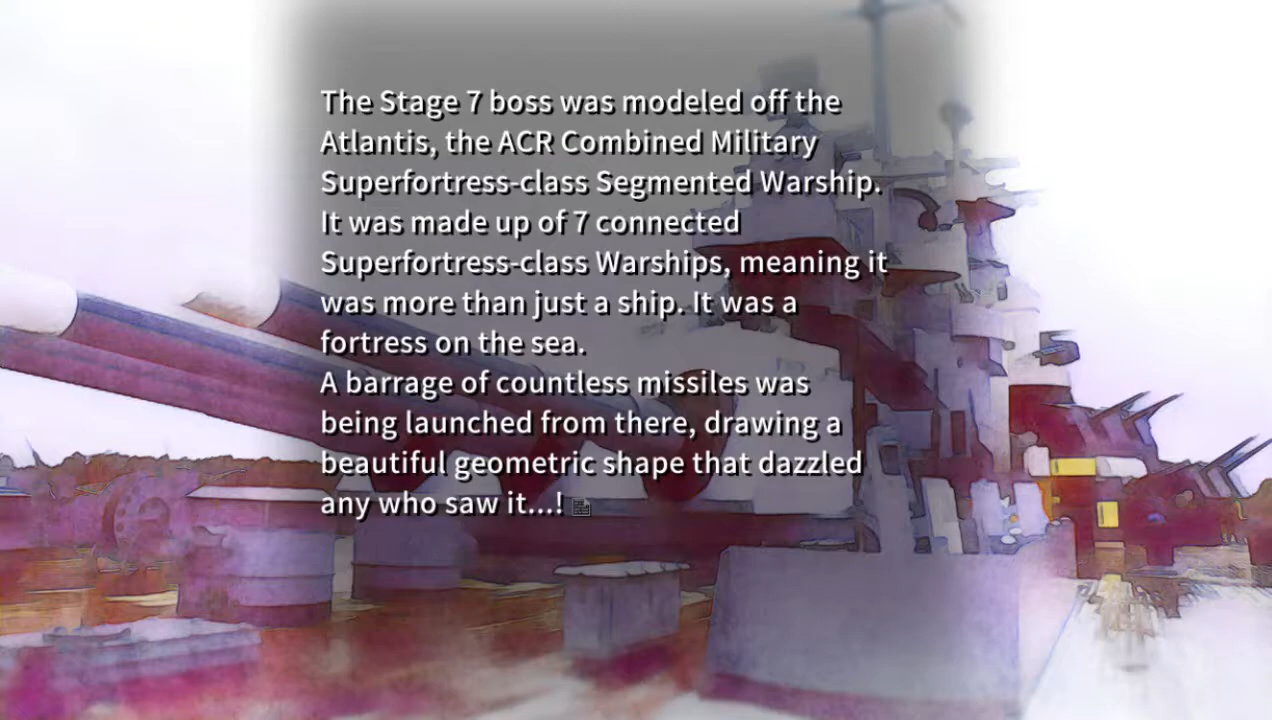 The Stage 7 boss was modeled off the
Atlantis, the ACR Combined Military
Superfortress-class Segmented Warship.
It was made up of 7 connected
Superfortress-class Warships, meaning it
was more than just a ship. It was a
fortress on the sea.
A barrage of countless missiles was
being launched from there, drawing a
beautiful geometric shape that dazzled
any who saw it...!